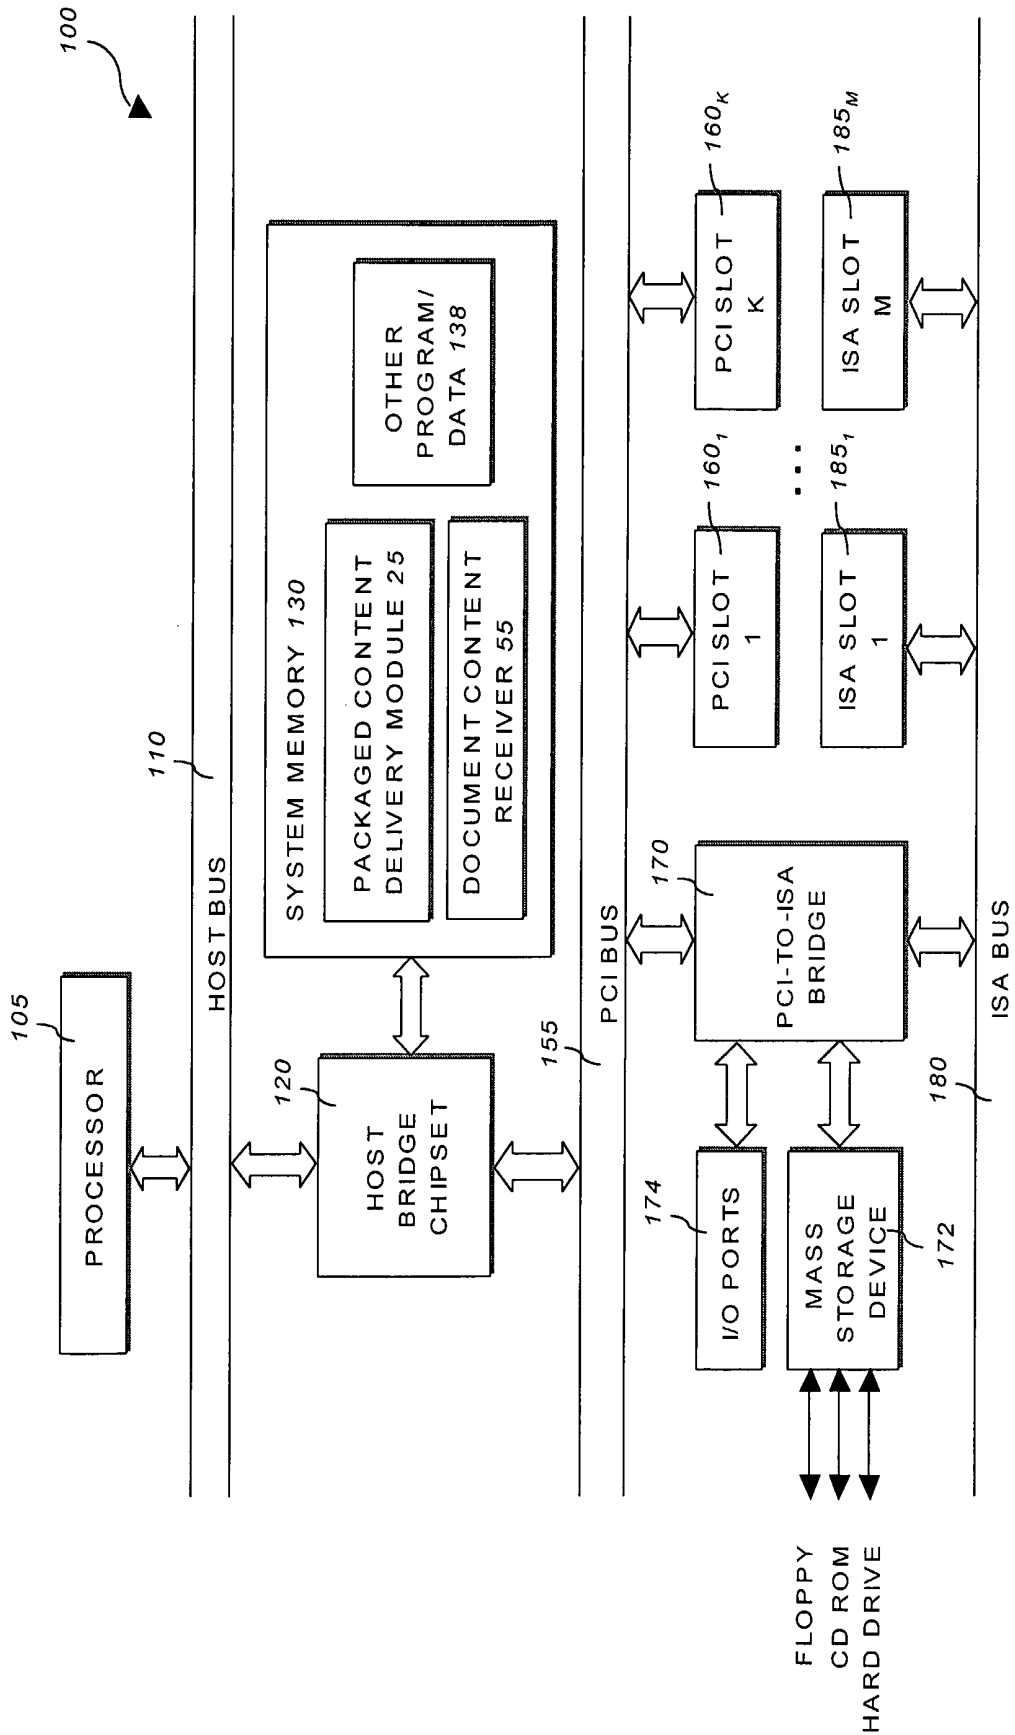 100
105
PROCESSOR
110
HOST BUS
120
HOST
BRIDGE
CHIPSET
SYSTEM MEMORY 130
PACKAGED CONTENT
DELIVERY MODULE 25
DOCUMENT CONTENT
RECEIVER 55
OTHER
PROGRAM/
DATA 138
155
PCI BUS
174
I/O PORTS
MASS
STORAGE
DEVICE
172
FLOPPY
CD ROM
HARD DRIVE
170
PCI-TO-ISA
BRIDGE
160₁
PCI SLOT
1
160K
PCI SLOT
K
...
185₁
ISA SLOT
1
185M
ISA SLOT
M
180
ISA BUS